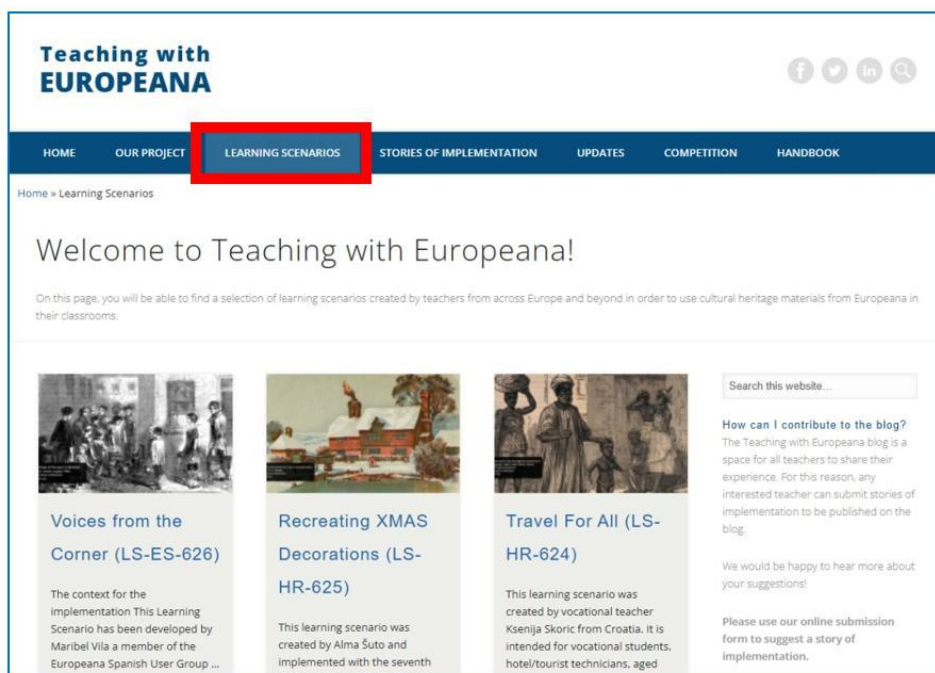 Teaching with
EUROPEANA
HOME OUR PROJECT LEARNING SCENARIOS STORIES OF IMPLEMENTATION UPDATES COMPETITION HANDBOOK
Home » Learning Scenarios
Welcome to Teaching with Europeana!
On this page, you will be able to find a selection of learning scenarios created by teachers from across Europe and beyond in order to use cultural heritage materials from Europeana in
their classrooms.
Voices from the
Corner (LS-ES-626)
The context for the
implementation This Learning
Scenario has been developed by
Maribel Vila a member of the
Europeana Spanish User Group ...
Recreating XMAS
Decorations (LS-
HR-625)
This learning scenario was
created by Alma Šuto and
implemented with the seventh
Travel For All (LS-
HR-624)
This learning scenario was
created by vocational teacher
Ksenija Skoric from Croatia. It is
intended for vocational students,
hotel/tourist technicians, aged
Search this website...
How can I contribute to the blog?
The Teaching with Europeana blog is a
space for all teachers to share their
experience. For this reason, any
interested teacher can submit stories of
implementation to be published on the
blog.
We would be happy to hear more about
your suggestions!
Please use our online submission
form to suggest a story of
implementation.